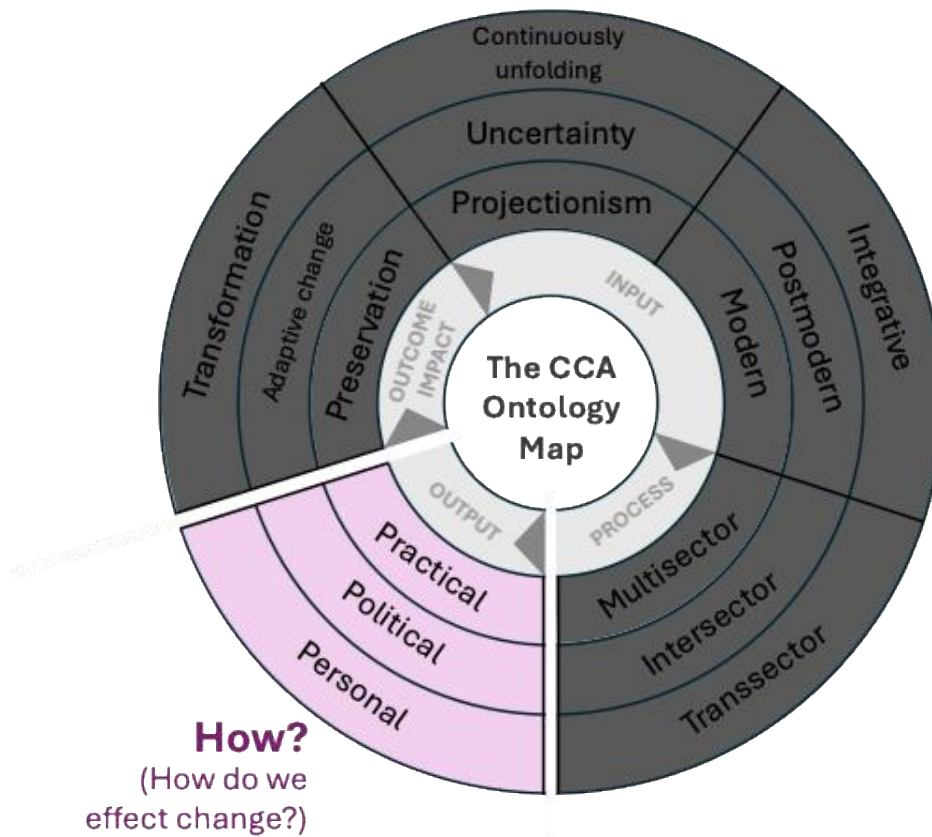 Continuously
unfolding
Uncertainty
Projectionism
Transformation
Adaptive change
Preservation
Modern
Postmodern
Integrative
INPUT
OUTCOME
IMPACT
The CCA
Ontology
Map
PROCESS
OUTPUT
Multisector
Intersector
Transsector
Practical
Political
Personal
How?
(How do we
effect change?)